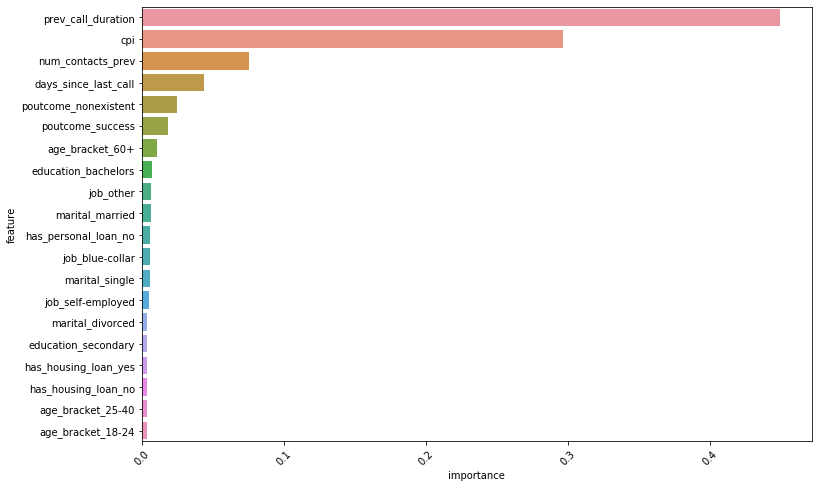 prev_call_duration
cpi
num_contacts_prev
days_since_last_call
poutcome_nonexistent
poutcome_success
age_bracket_60+
education_bachelors
job_other
marital_married
has_personal_loan_no
job_blue-collar
marital_single
job_self-employed
marital_divorced
education_secondary
has_housing_loan_yes
has_housing_loan_no
age_bracket_25-40
age_bracket_18-24
feature
0.0 0.1 0.2 0.3 0.4
importance